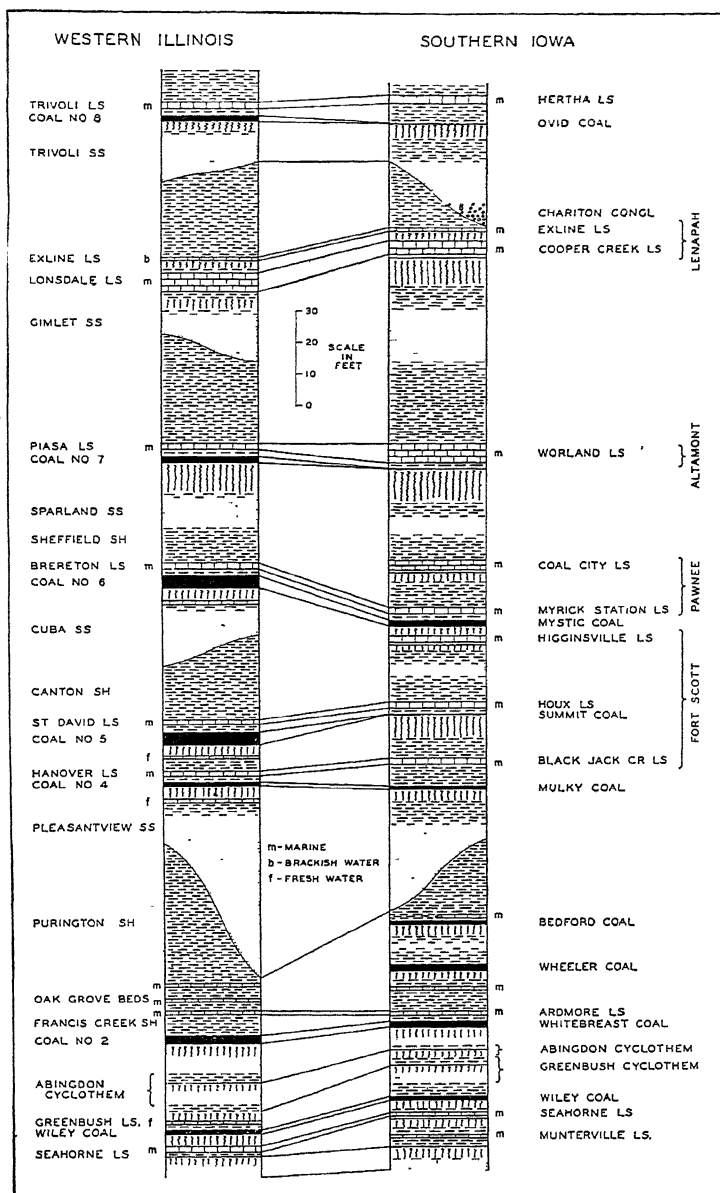 WESTERN ILLINOIS
SOUTHERN IOWA
TRIVOLI LS m
COAL NO 8
TRIVOLI SS
EXLINE LS b
LONSDALE LS m
GIMLET SS
PIASA LS m
COAL NO 7
SPARLAND SS
SHEFFIELD SH
BRERETON LS m
COAL NO 6
CUBA SS
CANTON SH
ST DAVID LS m
COAL NO 5
f
HANOVER LS m
COAL NO 4
f
PLEASANTVIEW SS
PURINGTON SH
m
OAK GROVE BEDS m
m
FRANCIS CREEK SH
COAL NO 2
ABINGDON
CYCLOTHEM
GREENBUSH LS. f
WILEY COAL
SEAHORNE LS m
30
20
10
0
SCALE
IN
FEET
m-MARINE
b-BRACKISH WATER
f-FRESH WATER
m HERTHA LS
OVID COAL
CHARITON CONGL
m EXLINE LS
m COOPER CREEK LS
LENAPAH
m WORLAND LS
ALTAMONT
m COAL CITY LS
m MYRICK STATION LS
PAWNEE
MYSTIC COAL
m HIGGINSVILLE LS
m HOUX LS
SUMMIT COAL
m BLACK JACK CR LS
FORT SCOTT
MULKY COAL
m
BEDFORD COAL
WHEELER COAL
m
m ARDMORE LS
WHITEBREAST COAL
ABINGDON CYCLOTHEM
GREENBUSH CYCLOTHEM
WILEY COAL
m SEAHORNE LS
m MUNTERVILLE LS.